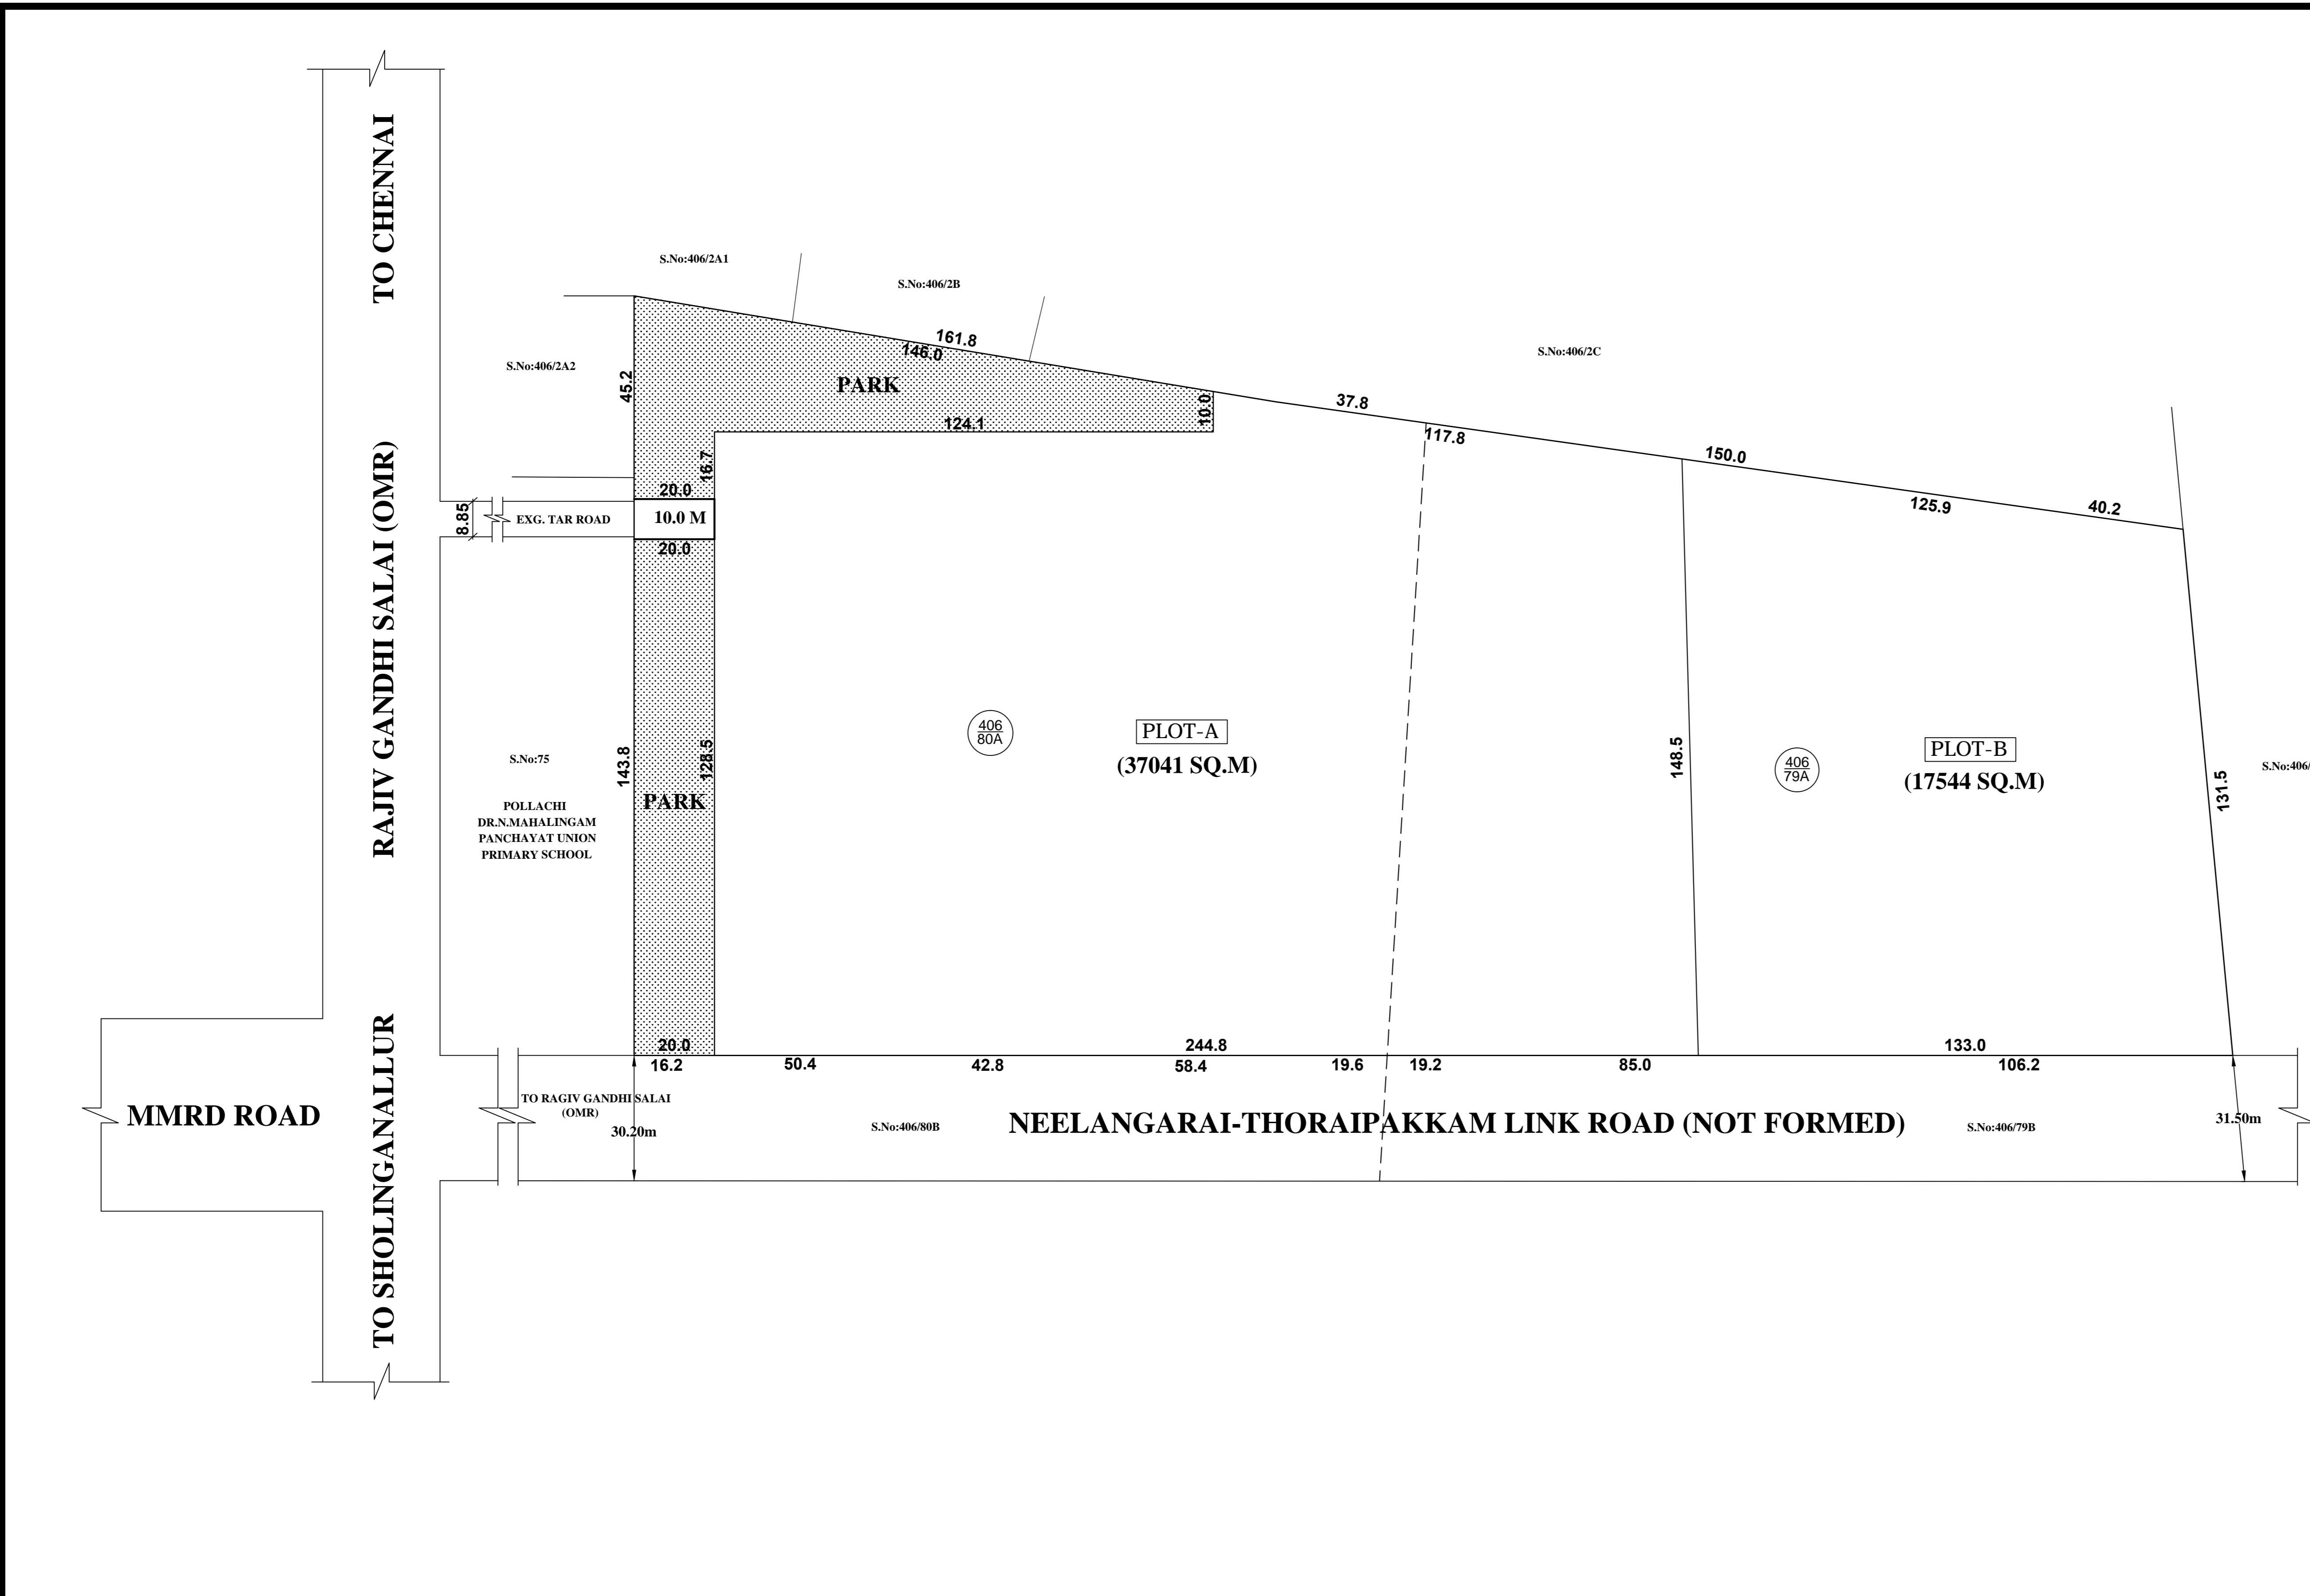 TO CHENNAI
RAJIV GANDHI SALAI (OMR)
TO SHOLINGANALLUR
MMRD ROAD
S.No:406/2A1
S.No:406/2B
S.No:406/2C
S.No:406/2A2
161.8
146.0
PARK
45.2
124.1
10.0
16.7
37.8
117.8
150.0
125.9
40.2
20.0
10.0 M
20.0
8.85
EXG. TAR ROAD
406
80A
PLOT-A
(37041 SQ.M)
406
79A
PLOT-B
(17544 SQ.M)
S.No:406/
S.No:75
POLLACHI
DR.N.MAHALINGAM
PANCHAYAT UNION
PRIMARY SCHOOL
143.8
128.5
PARK
148.5
131.5
20.0
244.8
133.0
16.2
50.4
42.8
58.4
19.6
19.2
85.0
106.2
TO RAGIV GANDHI SALAI
(OMR)
30.20m
S.No:406/80B
NEELANGARAI-THORAIPAKKAM LINK ROAD (NOT FORMED)
S.No:406/79B
31.50m